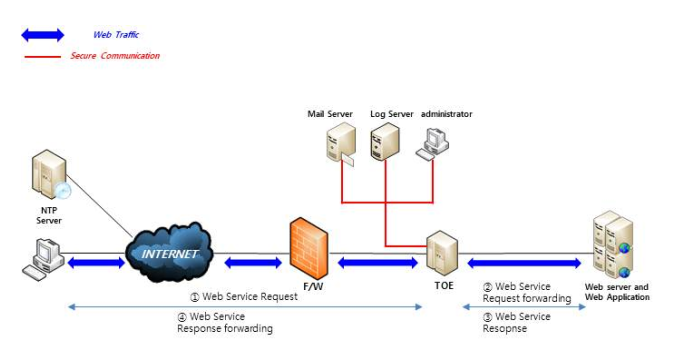 Web Traffic
Secure Communication
Mail Server
Log Server
administrator
NTP
Server
INTERNET
F/W
TOE
Web server and
Web Application
① Web Service Request
② Web Service
Request forwarding
③ Web Service
Resopnse
④ Web Service
Response forwarding